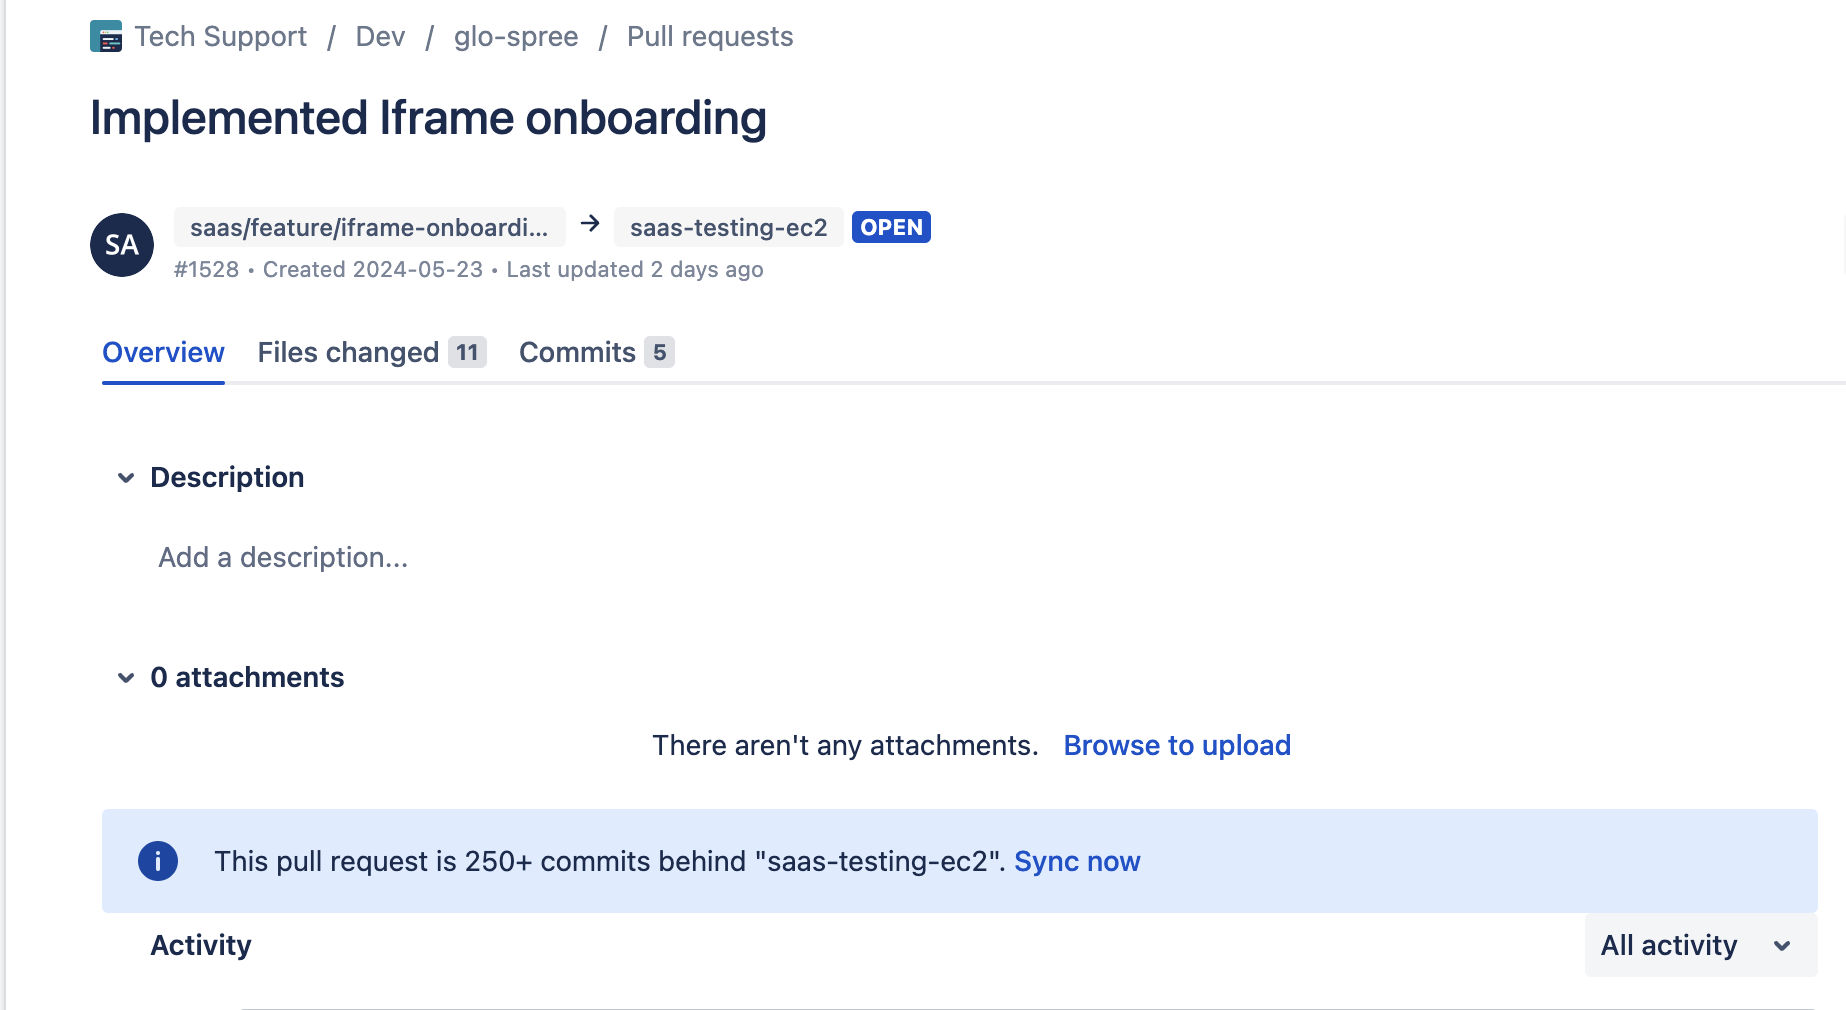 Tech Support / Dev / glo-spree / Pull requests
Implemented Iframe onboarding
SA
saas/feature/iframe-onboardi... → saas-testing-ec2 OPEN
#1528 • Created 2024-05-23 • Last updated 2 days ago
Overview Files changed 11 Commits 5
Description
Add a description...
0 attachments
There aren't any attachments. Browse to upload
This pull request is 250+ commits behind "saas-testing-ec2". Sync now
Activity
All activity